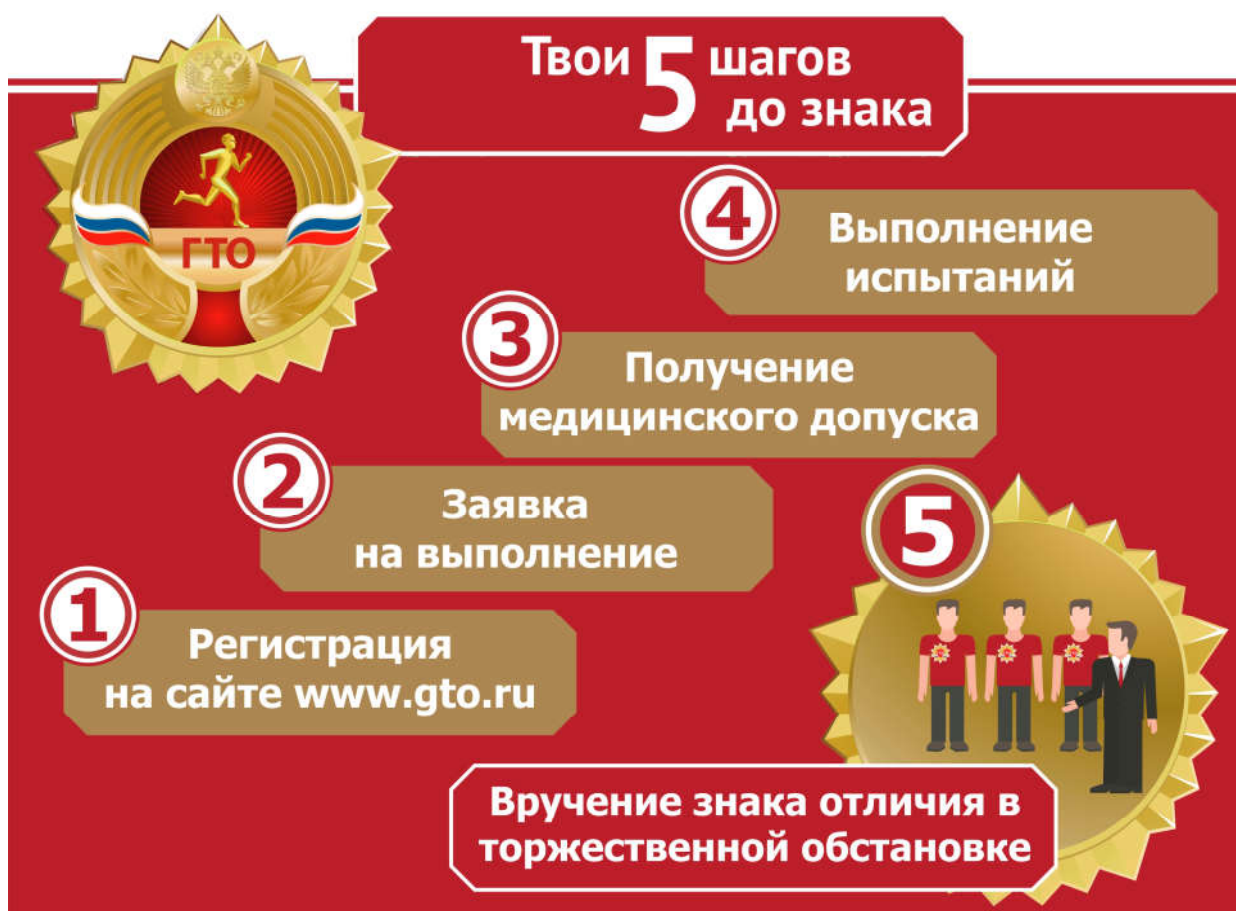 Твои 5 шагов
до знака
ГТО
4
Выполнение
испытаний
3
Получение
медицинского допуска
2
Заявка
на выполнение
1
Регистрация
на сайте www.gto.ru
5
Вручение знака отличия в
торжественной обстановке